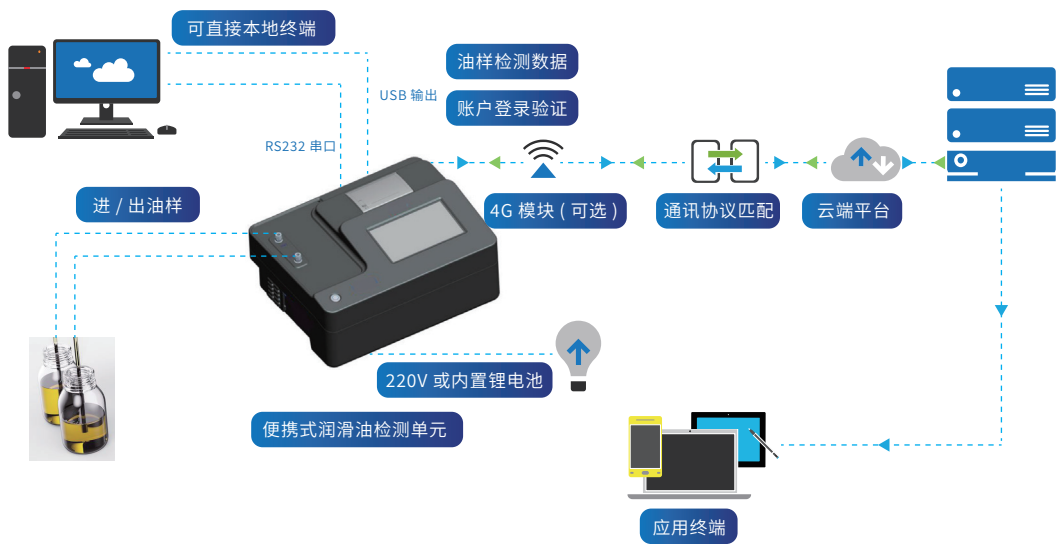 可直接本地终端
油样检测数据
USB 输出
账户登录验证
RS232 串口
进 / 出油样
4G 模块 ( 可选 )
通讯协议匹配
云端平台
220V 或内置锂电池
便携式润滑油检测单元
应用终端